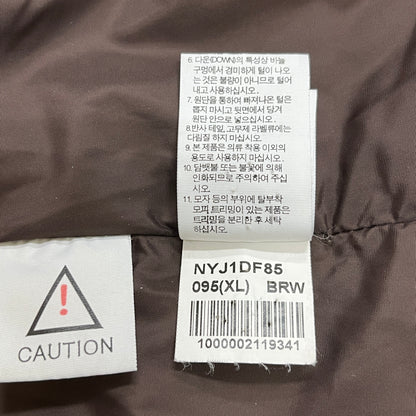 6. 다운(DOWN)의 특성상 바늘
구멍에서 경미하게 털이 나오
는 것은 불량이 아니므로 털어
내고 사용하십시오.
7. 원단을 통하여 빠져나온 털은
뽑지 마시고 뒷면에서 당겨
원단 안으로 넣으십시오.
8. 반사 테잎, 고무제 라벨류에는
다림질 하지 마십시오.
9. 본 제품은 의류 착용 이외의
용도로 사용하지 마십시오.
10. 담뱃불 또는 불꽃에 의해
인화되므로 주의하여 주십
시오.
11. 모자 등의 부위에 탈부착
모피 트리밍이 있는 제품은
트리밍을 분리한 후 세탁
하십시오.
NYJ1DF85
095(XL) BRW
1000002119341
!
CAUTION